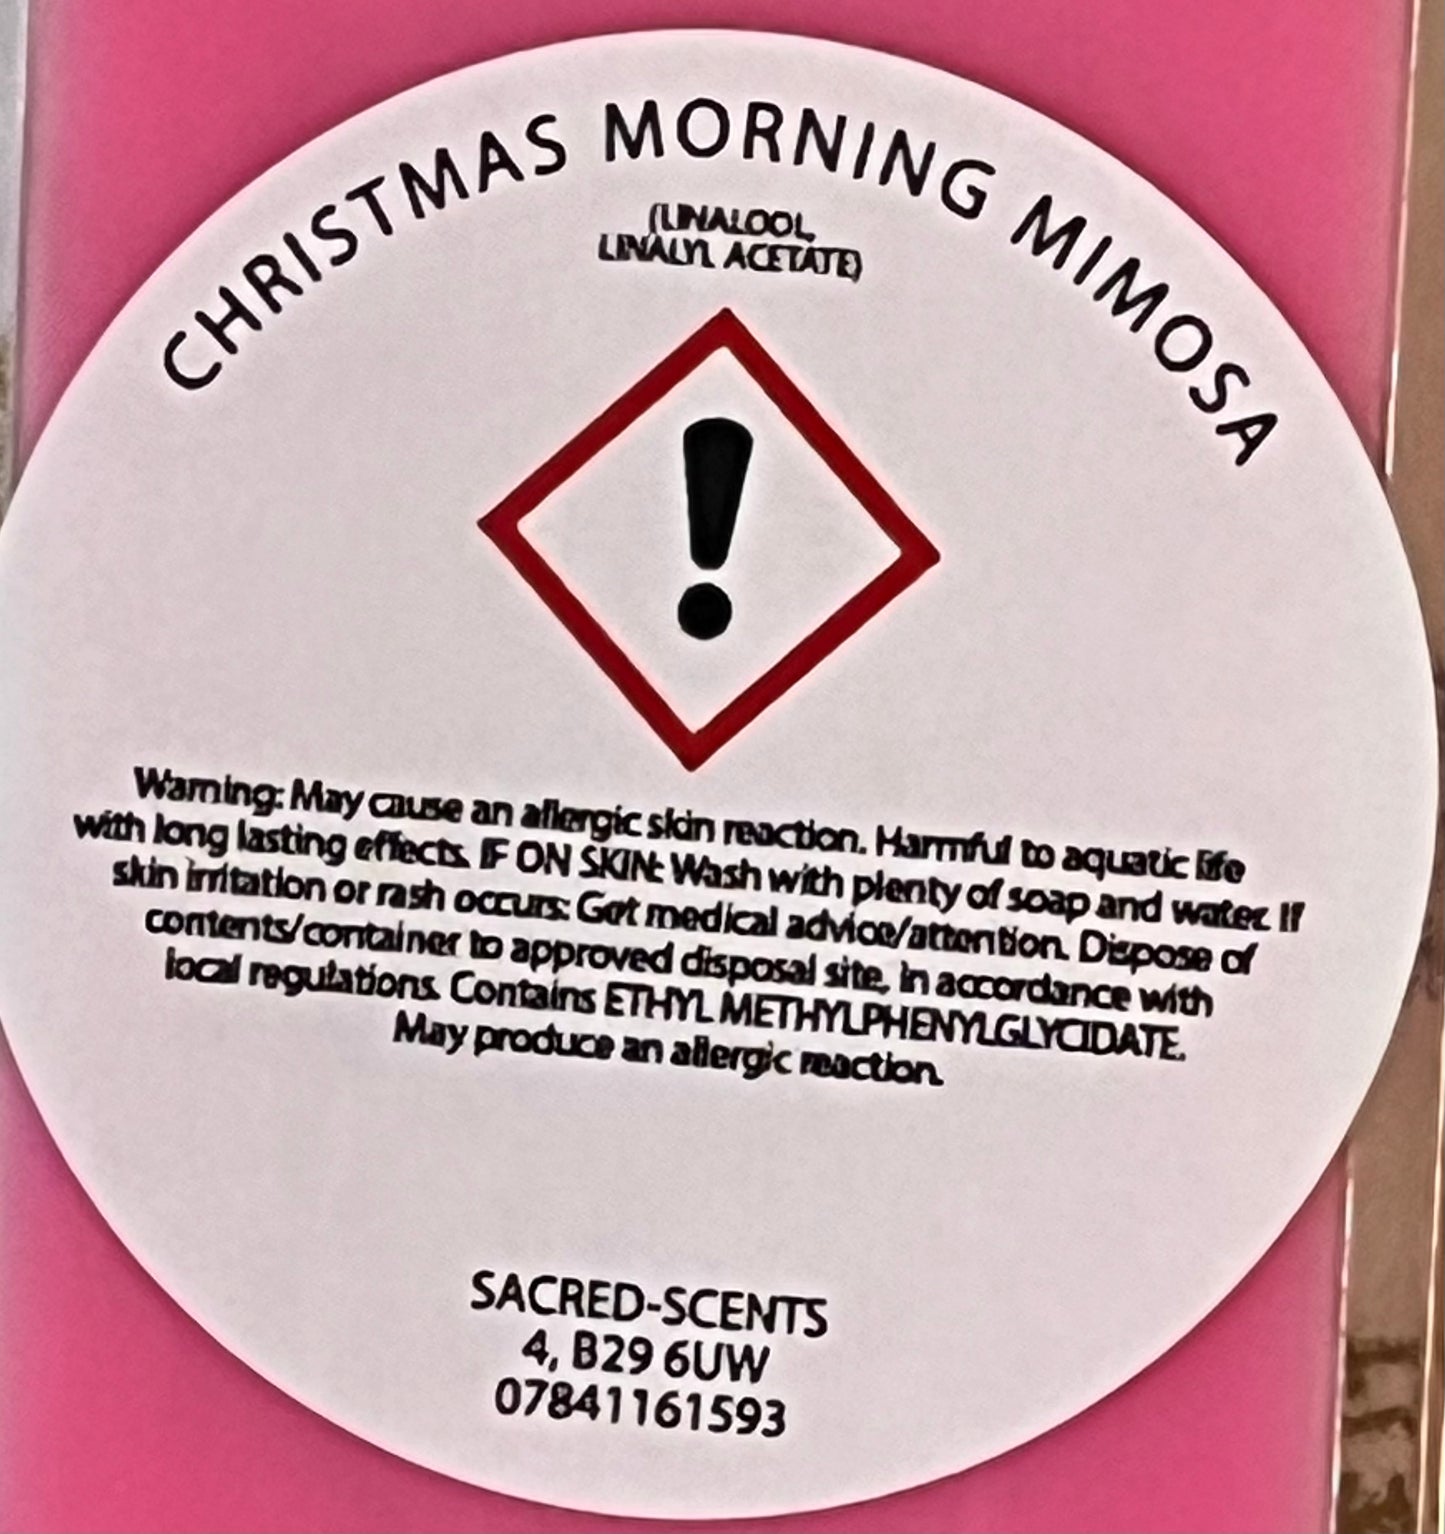 CHRISTMAS MORNING MIMOSA
(LINALOOL,
LINALYL ACETATE)
Warning: May cause an allergic skin reaction. Harmful to aquatic life
with long lasting effects. IF ON SKIN: Wash with plenty of soap and water. If
skin irritation or rash occurs: Get medical advice/attention. Dispose of
contents/container to approved disposal site, in accordance with
local regulations. Contains ETHYL METHYLPHENYLGLYCIDATE.
May produce an allergic reaction.
SACRED-SCENTS
4, B29 6UW
07841161593